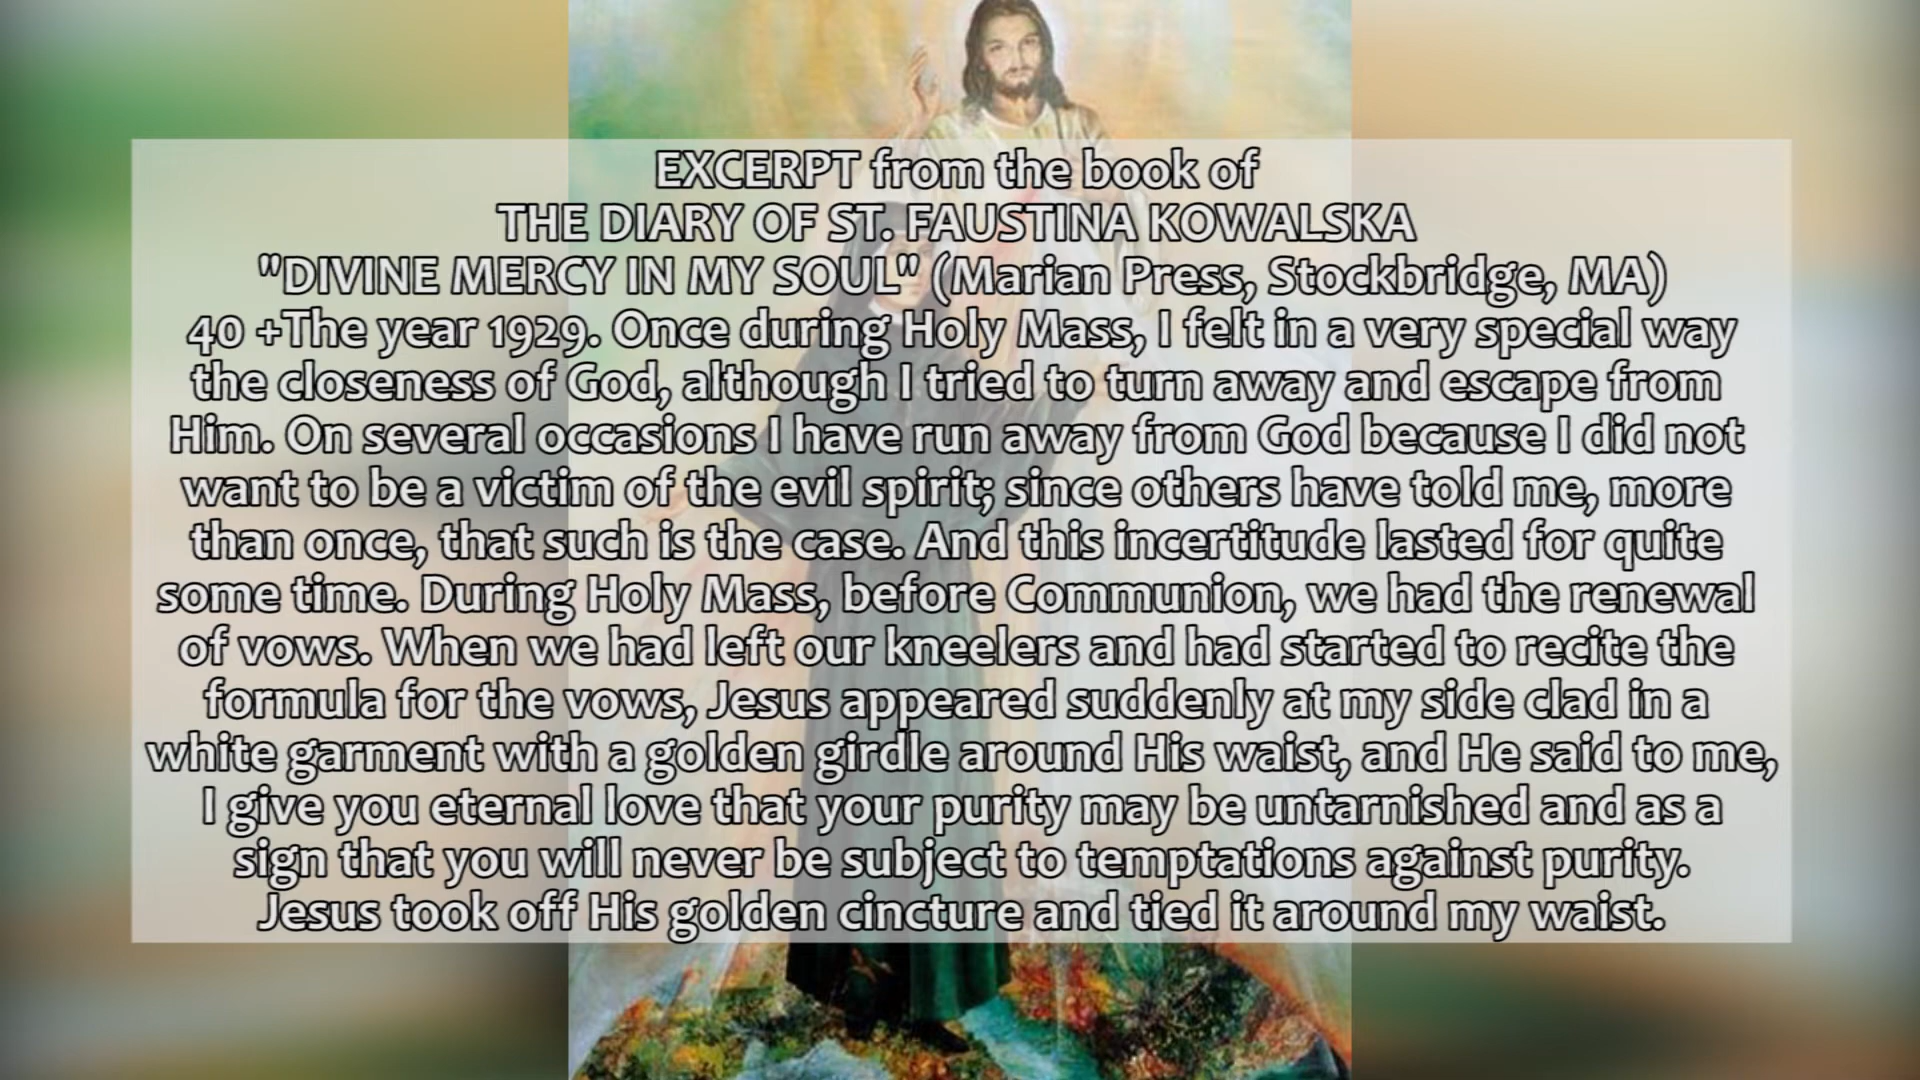 EXCERPT from the book of
THE DIARY OF ST. FAUSTINA KOWALSKA
"DIVINE MERCY IN MY SOUL" (Marian Press, Stockbridge, MA)
40 +The year 1929. Once during Holy Mass, I felt in a very special way
the closeness of God, although I tried to turn away and escape from
Him. On several occasions I have run away from God because I did not
want to be a victim of the evil spirit; since others have told me, more
than once, that such is the case. And this incertitude lasted for quite
some time. During Holy Mass, before Communion, we had the renewal
of vows. When we had left our kneelers and had started to recite the
formula for the vows, Jesus appeared suddenly at my side clad in a
white garment with a golden girdle around His waist, and He said to me,
I give you eternal love that your purity may be untarnished and as a
sign that you will never be subject to temptations against purity.
Jesus took off His golden cincture and tied it around my waist.